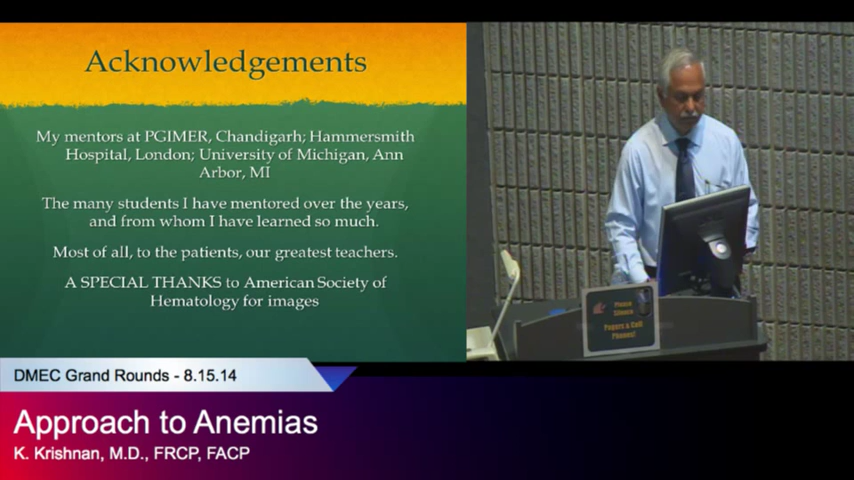 Acknowledgements
My mentors at PGIMER, Chandigarh; Hammersmith
Hospital, London; University of Michigan, Ann
Arbor, MI
The many students I have mentored over the years,
and from whom I have learned so much.
Most of all, to the patients, our greatest teachers.
A SPECIAL THANKS to American Society of
Hematology for images
Please
Silence
Pagers & Cell
Phones!
DMEC Grand Rounds - 8.15.14
Approach to Anemias
K. Krishnan, M.D., FRCP, FACP